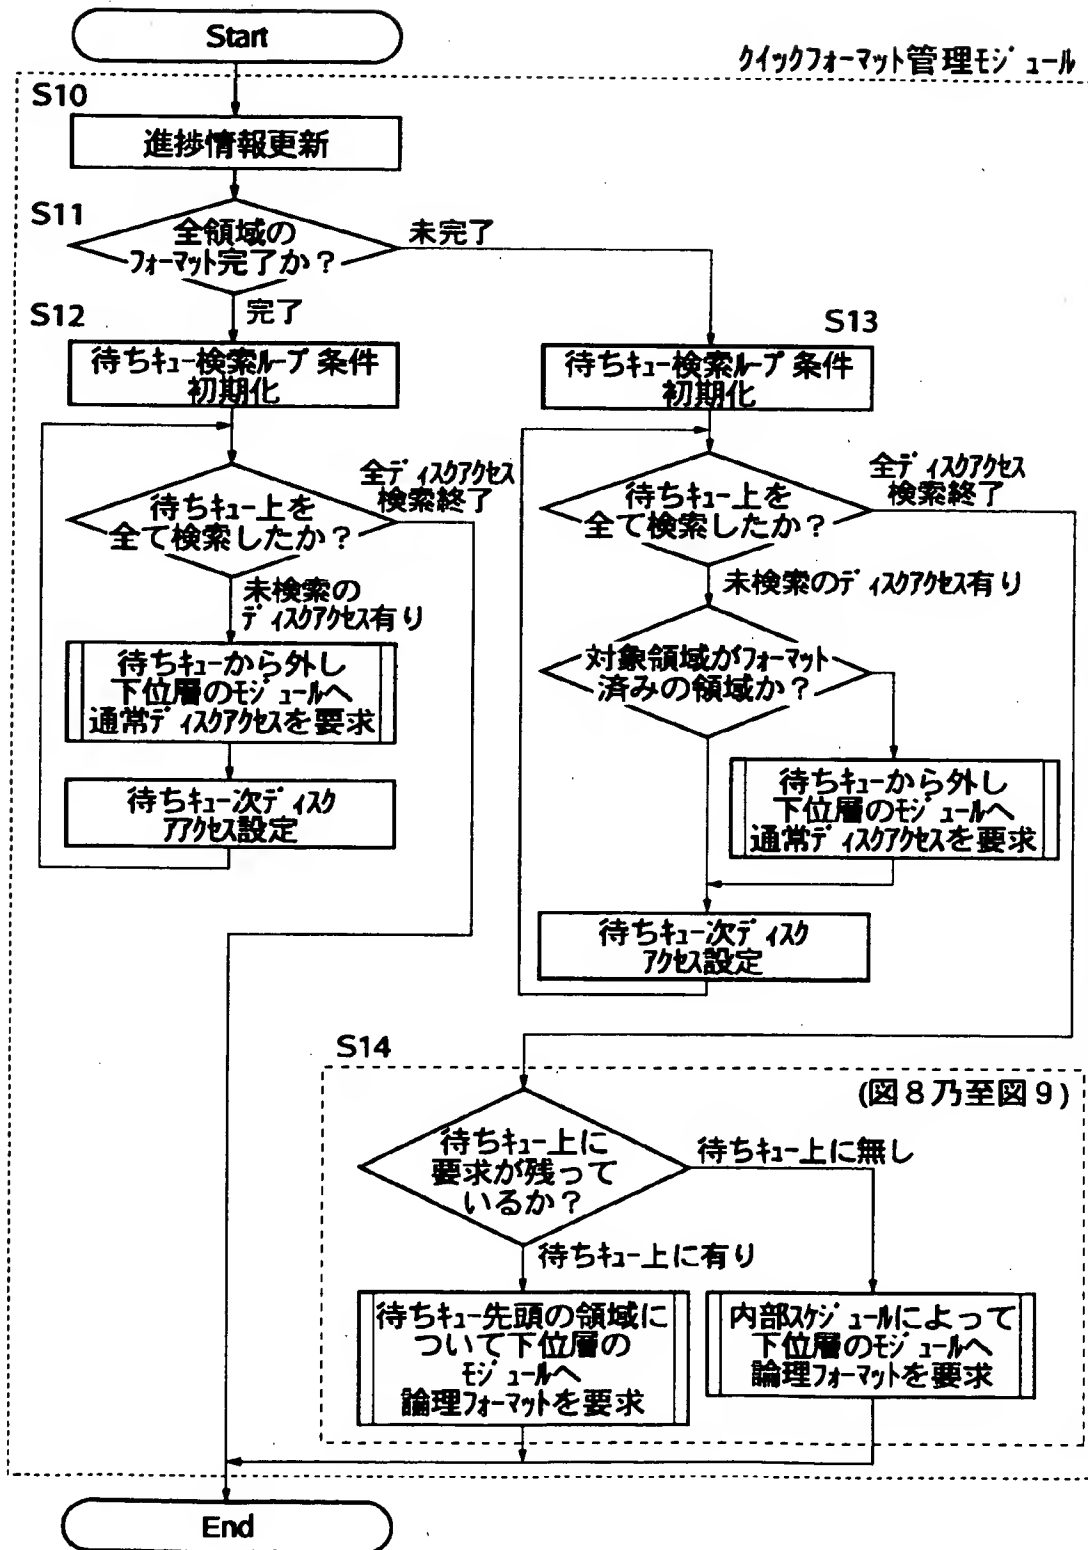 Start
クイックフォーマット管理モジュール
S10
進捗情報更新
S11
全領域の
フォーマット完了か？
未完了
完了
S12
待ちキュー検索ループ条件
初期化
待ちキュー上を
全て検索したか？
全ディスクアクセス
検索終了
未検索の
ディスクアクセス有り
待ちキューから外し
下位層のモジュールへ
通常ディスクアクセスを要求
待ちキュー次ディスク
アアクセス設定
S13
待ちキュー検索ループ条件
初期化
待ちキュー上を
全て検索したか？
全ディスクアクセス
検索終了
未検索のディスクアクセス有り
対象領域がフォーマット
済みの領域か？
待ちキューから外し
下位層のモジュールへ
通常ディスクアクセスを要求
待ちキュー次ディスク
アクセス設定
S14
(図８乃至図９)
待ちキュー上に
要求が残って
いるか？
待ちキュー上に無し
待ちキュー上に有り
待ちキュー先頭の領域に
ついて下位層の
モジュールへ
論理フォーマットを要求
内部スケジュールによって
下位層のモジュールへ
論理フォーマットを要求
End